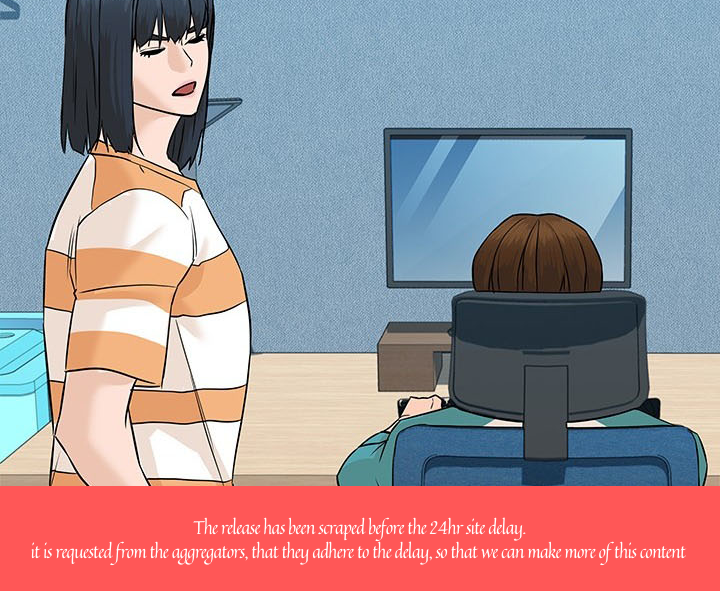 The release has been scraped before the 24hr site delay.
it is requested from the aggregators, that they adhere to the delay, so that we can make more of this content